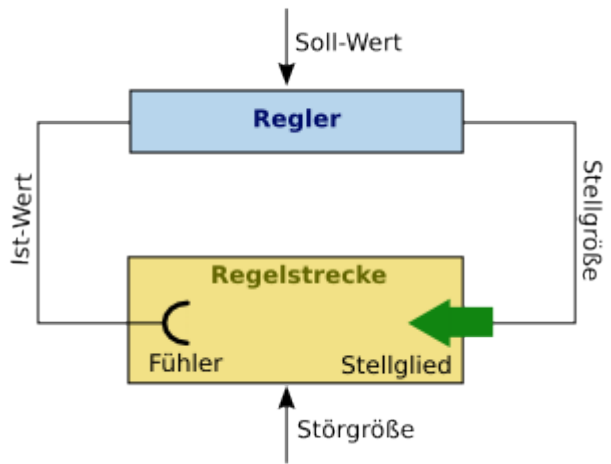 Soll-Wert
Regler
Ist-Wert
Stellgröße
Regelstrecke
Fühler
Stellglied
Störgröße